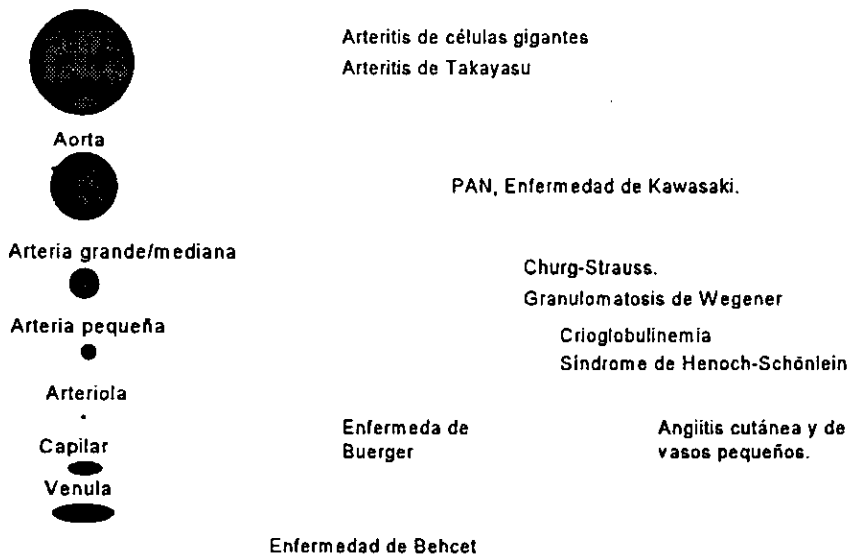 Arteritis de células gigantes
Arteritis de Takayasu
Aorta
PAN, Enfermedad de Kawasaki.
Arteria grande/mediana
Churg-Strauss.
Granulomatosis de Wegener
Arteria pequeña
Crioglobulinemia
Síndrome de Henoch-Schönlein
Arteriola
Enfermeda de
Buerger
Angiitis cutánea y de
vasos pequeños.
Capilar
Venula
Enfermedad de Behcet